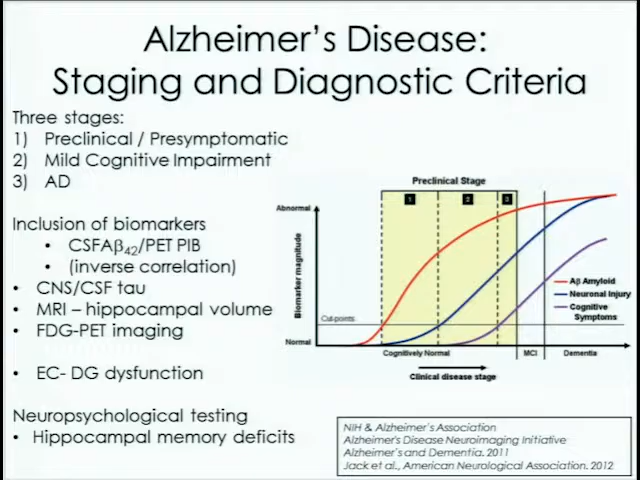 Alzheimer's Disease:
Staging and Diagnostic Criteria
Three stages:
1) Preclinical / Presymptomatic
2) Mild Cognitive Impairment
3) AD
Inclusion of biomarkers
• CSFAβ42/PET PIB
• (inverse correlation)
• CNS/CSF tau
• MRI – hippocampal volume
• FDG-PET imaging
• EC- DG dysfunction
Neuropsychological testing
• Hippocampal memory deficits
Preclinical Stage
1 2 3
Abnormal
Biomarker magnitude
Cut-points
Normal
Aβ Amyloid
Neuronal Injury
Cognitive
Symptoms
Cognitively Normal MCI Dementia
Clinical disease stage
NIH & Alzheimer's Association
Alzheimer's Disease Neuroimaging Initiative
Alzheimer's and Dementia. 2011
Jack et al., American Neurological Association. 2012